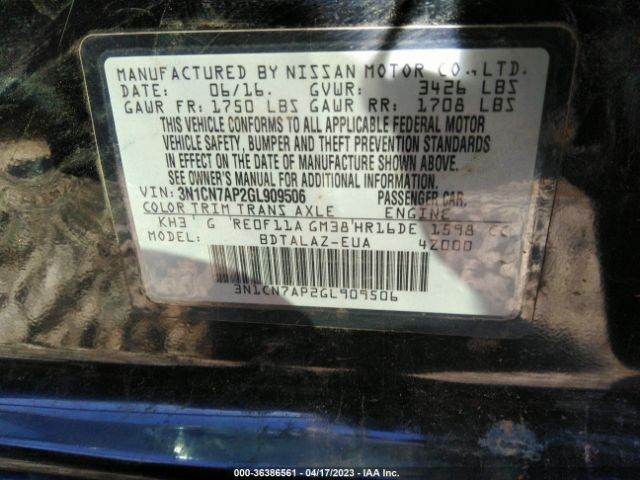 MANUFACTURED BY NISSAN MOTOR CO., LTD.
DATE: 06/16. GVWR: 3426 LBS
GAWR FR: 1750 LBS GAWR RR: 1708 LBS
THIS VEHICLE CONFORMS TO ALL APPLICABLE FEDERAL MOTOR
VEHICLE SAFETY, BUMPER AND THEFT PREVENTION STANDARDS
IN EFFECT ON THE DATE OF MANUFACTURE SHOWN ABOVE.
SEE OWNER'S MANUAL FOR ADDITIONAL INFORMATION.
VIN: 3N1CN7AP2GL909506 PASSENGER CAR.
COLOR TRIM TRANS AXLE ENGINE
KH3 G RE0F11A GM38 HR16DE 1598 CC
MODEL: BDTALAZ-EUA 42000
3N1CN7AP2GL909506
© 36386561 - 04/17/2023 - IAA Inc.